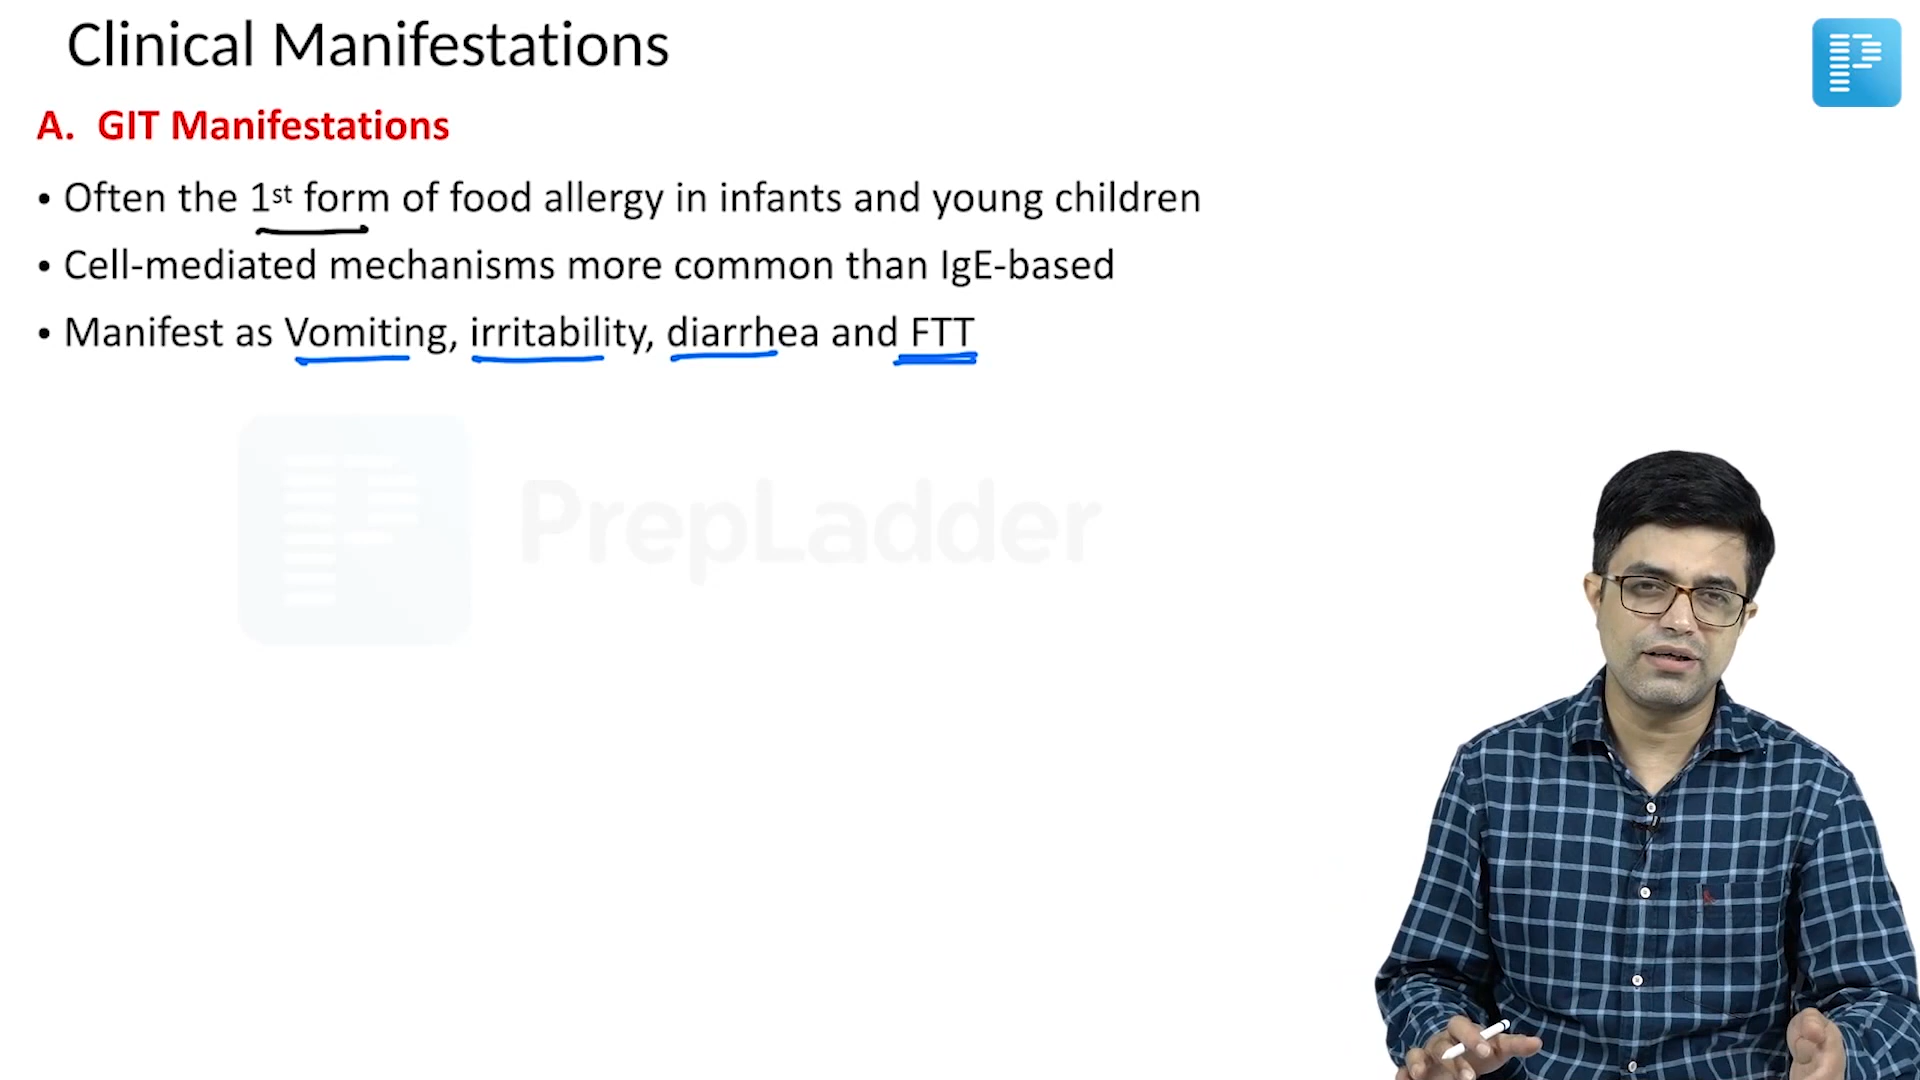 Clinical Manifestations
A. GIT Manifestations
• Often the 1st form of food allergy in infants and young children
• Cell-mediated mechanisms more common than IgE-based
• Manifest as Vomiting, irritability, diarrhea and FTT
PrepLadder